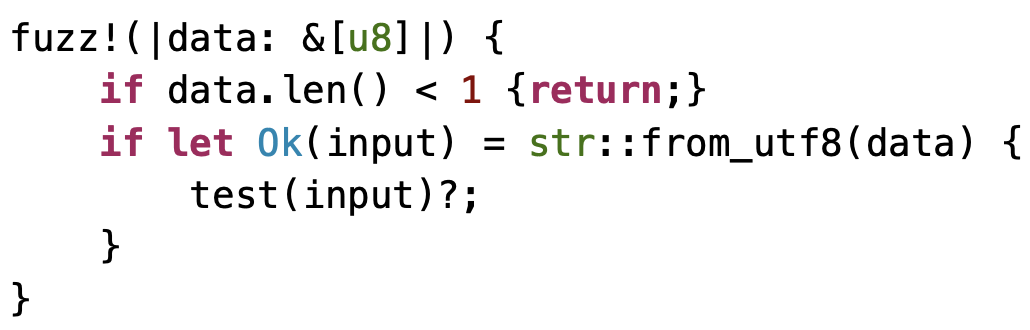 fuzz!(|data: &[u8]|) {
    if data.len() < 1 {return;}
    if let Ok(input) = str::from_utf8(data) {
        test(input)?;
    }
}